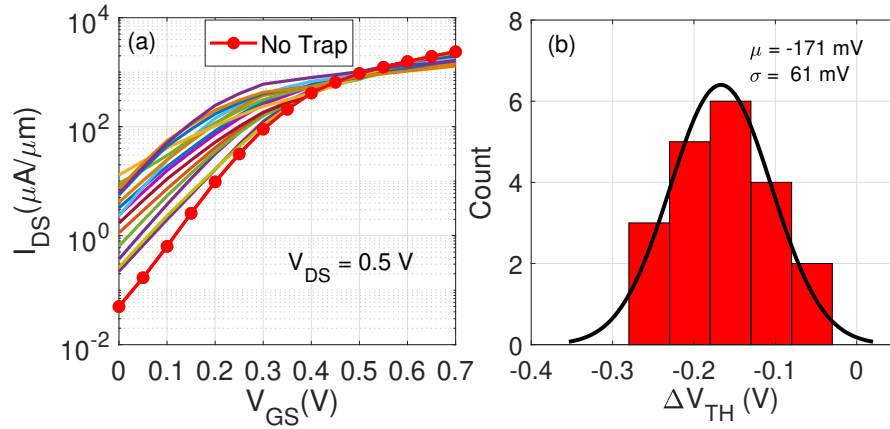 (a)
No Trap
10^4
10^2
10^0
10^-2
I_DS(μA/μm)
V_DS = 0.5 V
0 0.1 0.2 0.3 0.4 0.5 0.6 0.7
V_GS(V)
(b)
μ = -171 mV
σ = 61 mV
8
6
4
2
0
Count
-0.4 -0.3 -0.2 -0.1 0
ΔV_TH (V)